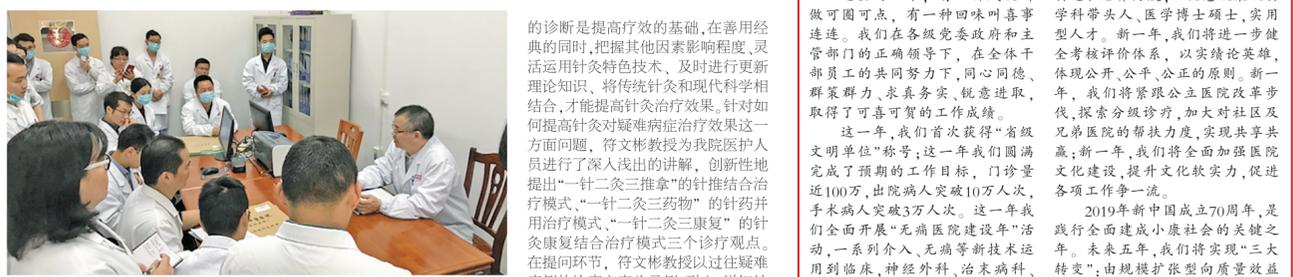 的诊断是提高疗效的基础,在善用经
典的同时,把握其他因素影响程度、灵
活运用针灸特色技术、及时进行更新
理论知识、将传统针灸和现代科学相
结合,才能提高针灸治疗效果。针对如
何提高针灸对疑难病症治疗效果这一
方面问题，符文彬教授为我院医护人
员进行了深入浅出的讲解，创新性地
提出“一针二灸三推拿”的针推结合治
疗模式、“一针二灸三药物”的针药并
用治疗模式、“一针二灸三康复”的针
灸康复结合治疗模式三个诊疗观点。
在提问环节，符文彬教授以过往疑难
做可圈可点，有一种回味叫喜事
连连。我们在各级党委政府和主
管部门的正确领导下，在全体干
部员工的共同努力下,同心同德、
群策群力、求真务实、锐意进取,
取得了可喜可贺的工作成绩。
这一年,我们首次获得“省级
文明单位”称号;这一年我们圆满
完成了预期的工作目标，门诊量
近100万,出院病人突破10万人次,
手术病人突破3万人次。这一年我
们全面开展“无痛医院建设年”活
动，一系列介入、无痛等新技术运
用到临床,神经外科、治未病科、
学科带头人、医学博士硕士,实用
型人才。新一年,我们将进一步健
全考核评价体系，以实绩论英雄,
体现公开、公平、公正的原则。新一
年，我们将紧跟公立医院改革步
伐,探索分级诊疗,加大对社区及
兄弟医院的帮扶力度,实现共享共
赢;新一年,我们将全面加强医院
文化建设,提升文化软实力,促进
各项工作争一流。
2019年新中国成立70周年,是
践行全面建成小康社会的关键之
年。未来五年,我们将实现“三大
转变”;由规模扩张型向质量效益